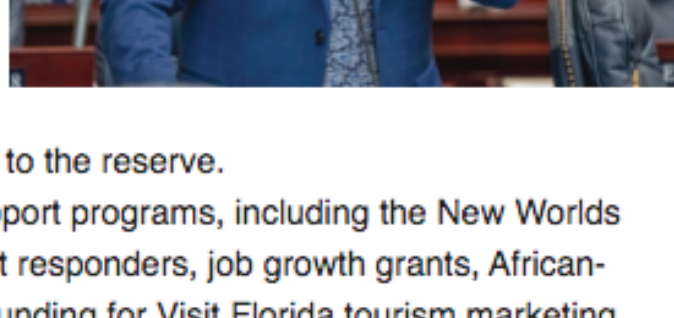 to the reserve.
port programs, including the New Worlds
t responders, job growth grants, African-
unding for Visit Florida tourism marketing